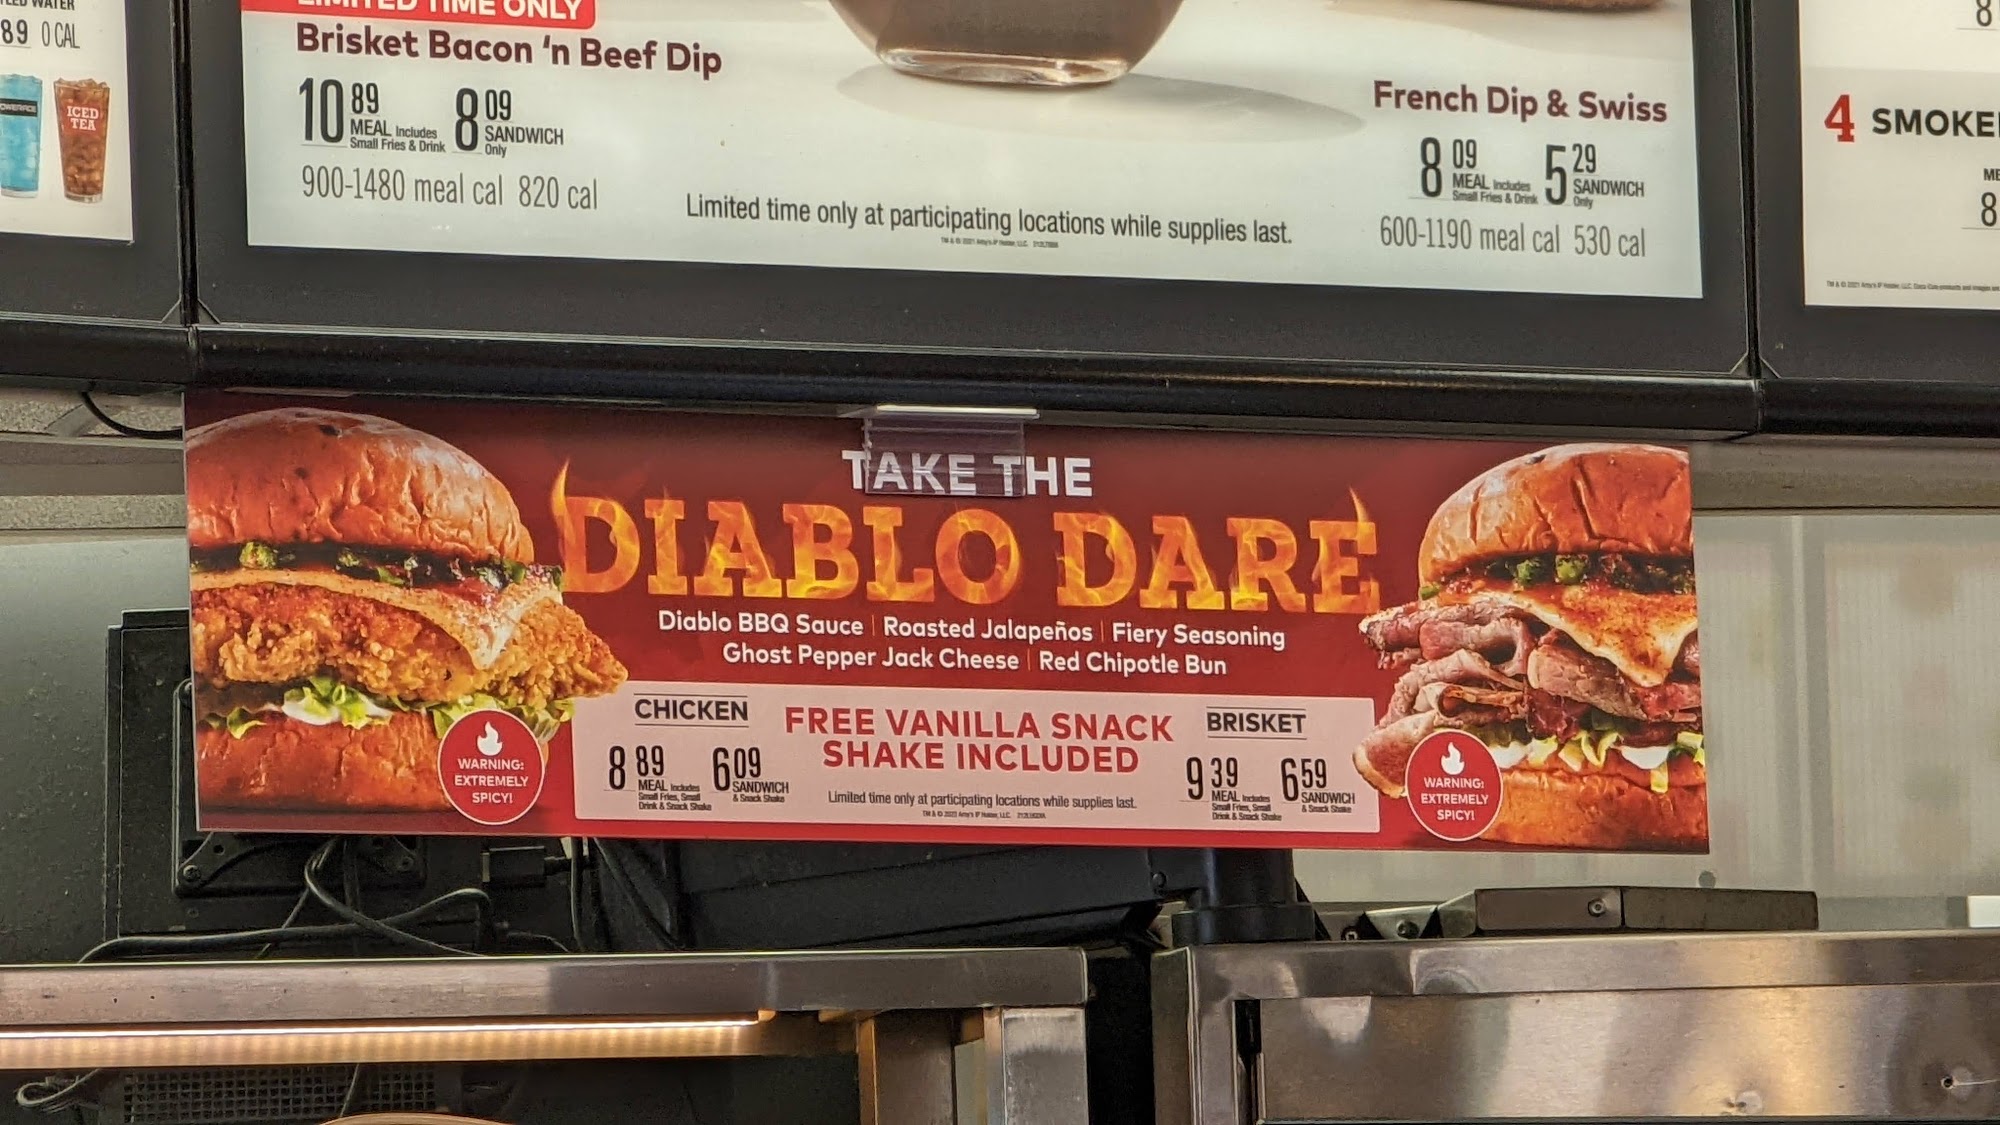 89 0 CAL
ICED
TEA
LIMITED TIME ONLY
Brisket Bacon 'n Beef Dip
10 89
MEAL Includes
Small Fries & Drink
8 09
SANDWICH
Only
900-1480 meal cal 820 cal
Limited time only at participating locations while supplies last.
French Dip & Swiss
8 09
MEAL Includes
Small Fries & Drink
5 29
SANDWICH
Only
600-1190 meal cal 530 cal
4 SMOKE
8
TAKE THE
DIABLO DARE
Diablo BBQ Sauce | Roasted Jalapeños | Fiery Seasoning
Ghost Pepper Jack Cheese | Red Chipotle Bun
CHICKEN
8 89
MEAL Includes
Small Fries, Small
Drink & Snack Shake
6 09
SANDWICH
& Snack Shake
FREE VANILLA SNACK
SHAKE INCLUDED
Limited time only at participating locations while supplies last.
BRISKET
9 39
MEAL Includes
Small Fries, Small
Drink & Snack Shake
6 59
SANDWICH
& Snack Shake
WARNING:
EXTREMELY
SPICY!
WARNING:
EXTREMELY
SPICY!